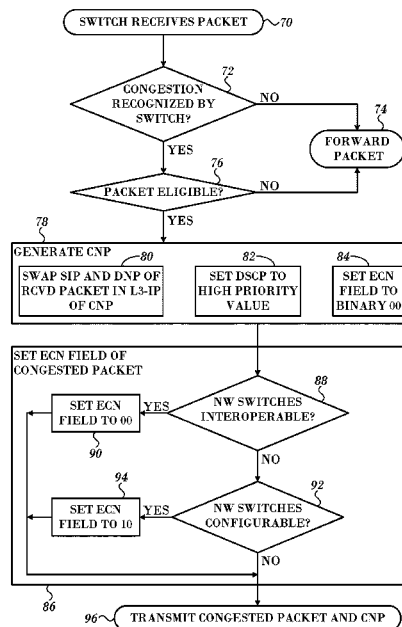 SWITCH RECEIVES PACKET
70
CONGESTION
RECOGNIZED BY
SWITCH?
72
NO
74
FORWARD
PACKET
YES
76
PACKET ELIGIBLE?
NO
YES
78
GENERATE CNP
80
SWAP SIP AND DNP OF
RCVD PACKET IN L3-IP
OF CNP
82
SET DSCP TO
HIGH PRIORITY
VALUE
84
SET ECN
FIELD TO
BINARY 00
SET ECN FIELD OF
CONGESTED PACKET
88
NW SWITCHES
INTEROPERABLE?
YES
SET ECN
FIELD TO 00
90
NO
92
NW SWITCHES
CONFIGURABLE?
YES
94
SET ECN
FIELD TO 10
NO
86
96
TRANSMIT CONGESTED PACKET AND CNP